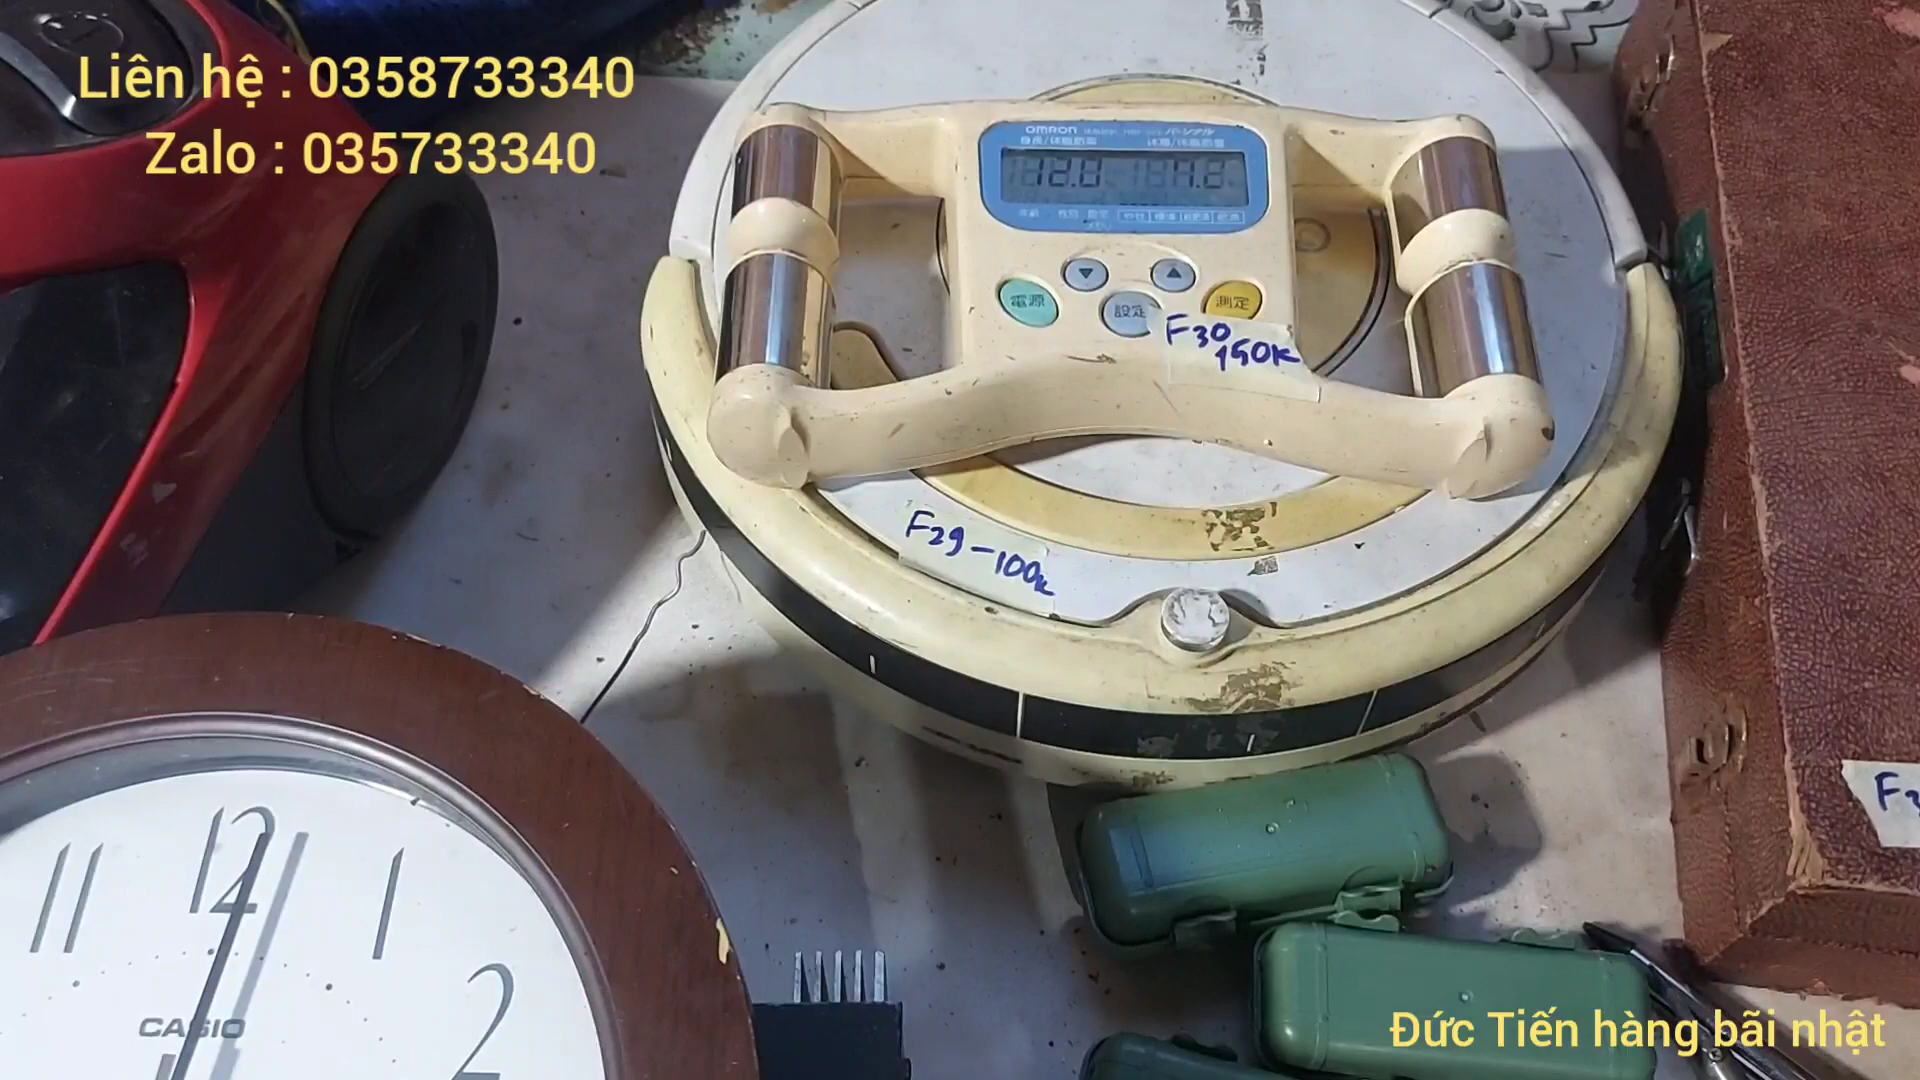 Liên hệ : 0358733340
Zalo : 035733340
OMRON
電源
設定
測定
F30
150K
F29-100K
12
11
1
2
CASIO
Đức Tiến hàng bãi nhật